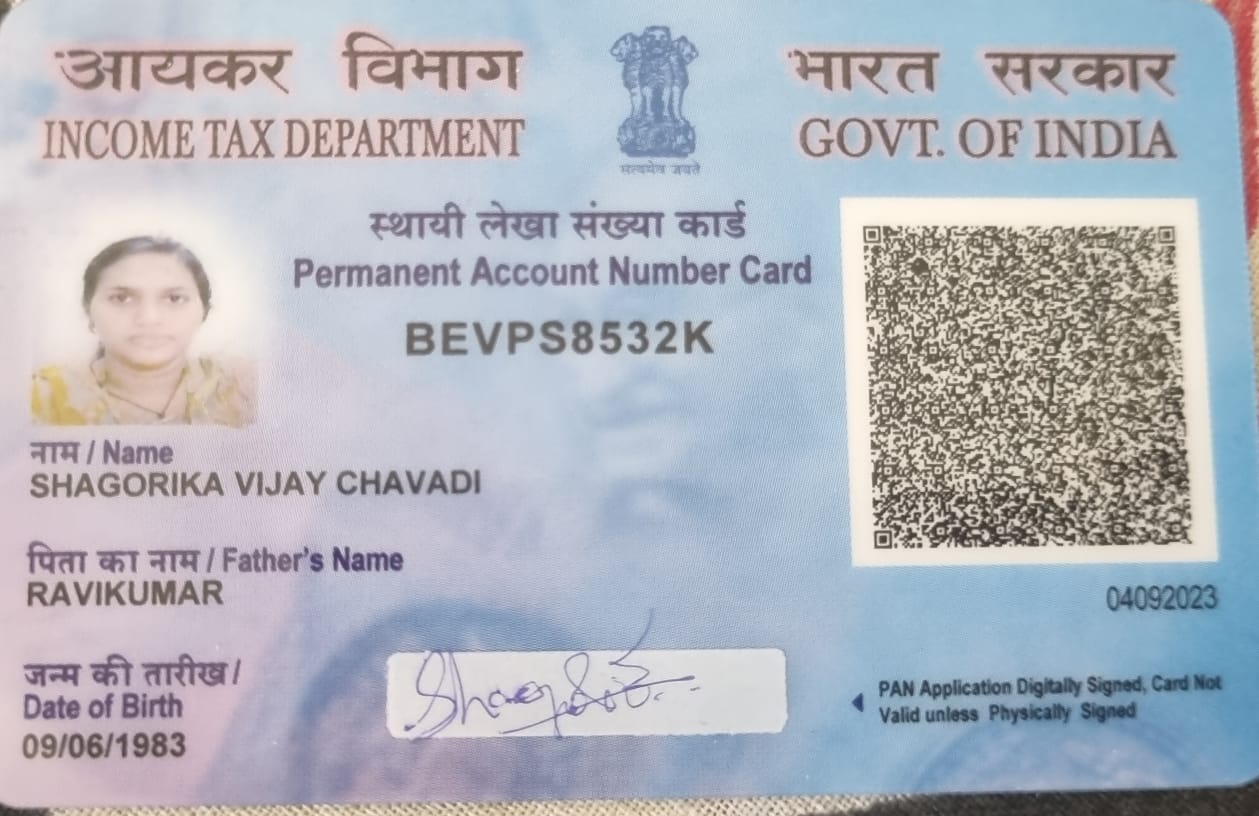 आयकर विभाग
INCOME TAX DEPARTMENT
सत्यमेव जयते
भारत सरकार
GOVT. OF INDIA
स्थायी लेखा संख्या कार्ड
Permanent Account Number Card
BEVPS8532K
नाम / Name
SHAGORIKA VIJAY CHAVADI
पिता का नाम / Father's Name
RAVIKUMAR
जन्म की तारीख /
Date of Birth
09/06/1983
04092023
PAN Application Digitally Signed, Card Not
Valid unless Physically Signed